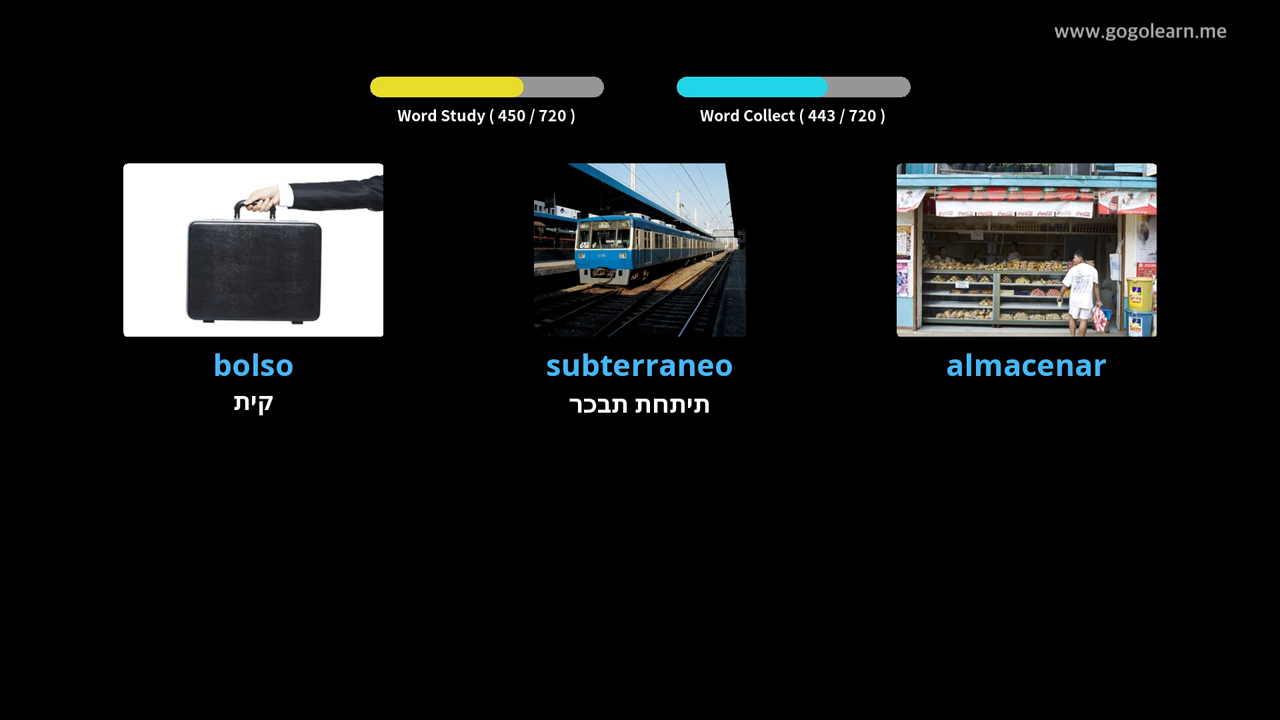 www.gogolearn.me
Word Study ( 450 / 720 )
Word Collect ( 443 / 720 )
bolso
קית
subterraneo
תיתחת תבכר
almacenar